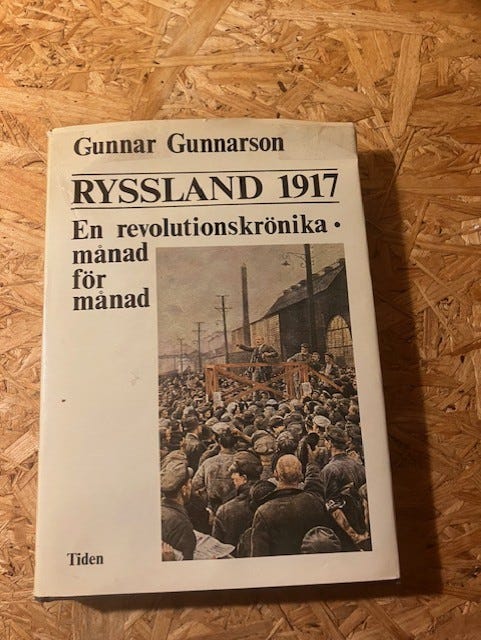 Gunnar Gunnarson
RYSSLAND 1917
En revolutionskrönika •
månad
för
månad
Tiden